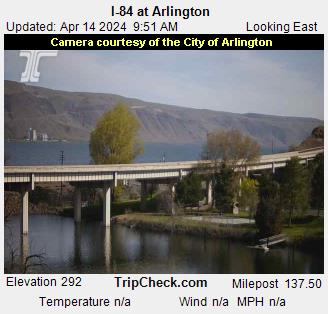 I-84 at Arlington
Updated: Apr 14 2024 9:51 AM Looking East
Camera courtesy of the City of Arlington
Elevation 292 TripCheck.com Milepost 137.50
Temperature n/a Wind n/a MPH n/a